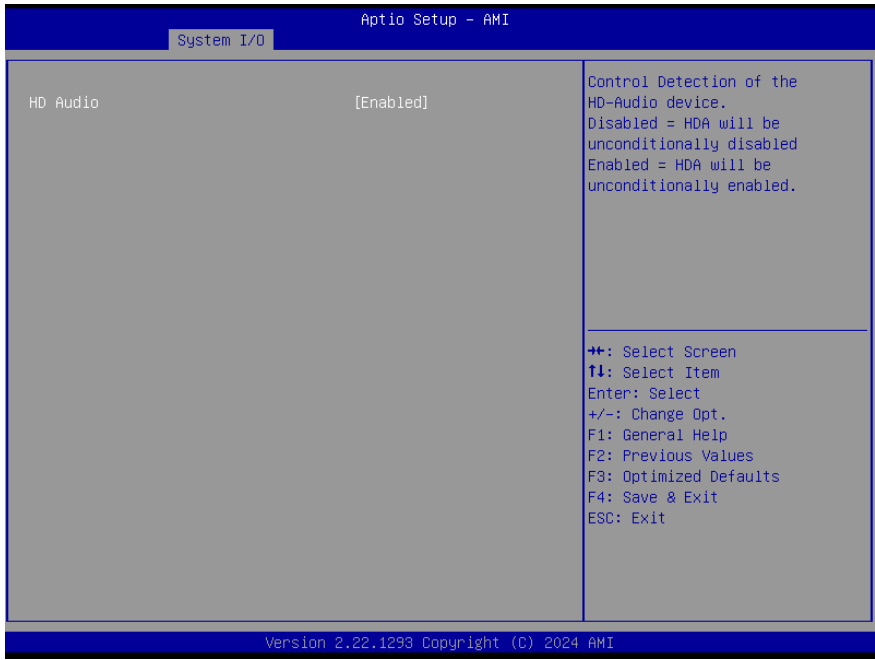 Aptio Setup – AMI
System I/O
HD Audio [Enabled]
Control Detection of the
HD-Audio device.
Disabled = HDA will be
unconditionally disabled
Enabled = HDA will be
unconditionally enabled.
→←: Select Screen
↑↓: Select Item
Enter: Select
+/-: Change Opt.
F1: General Help
F2: Previous Values
F3: Optimized Defaults
F4: Save & Exit
ESC: Exit
Version 2.22.1293 Copyright (C) 2024 AMI